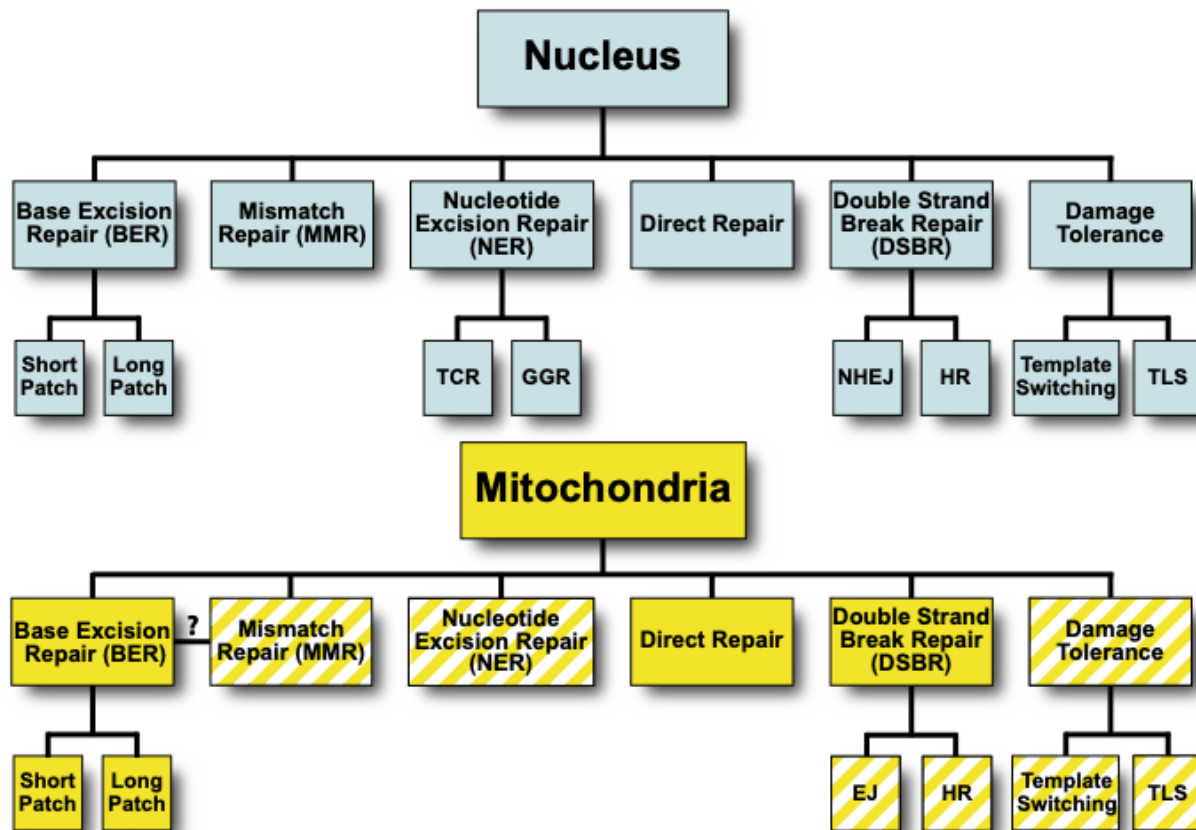 Nucleus
Base Excision
Repair (BER)
Mismatch
Repair (MMR)
Nucleotide
Excision Repair
(NER)
Direct Repair
Double Strand
Break Repair
(DSBR)
Damage
Tolerance
Short
Patch
Long
Patch
TCR
GGR
NHEJ
HR
Template
Switching
TLS
Mitochondria
Base Excision
Repair (BER)
?
Mismatch
Repair (MMR)
Nucleotide
Excision Repair
(NER)
Direct Repair
Double Strand
Break Repair
(DSBR)
Damage
Tolerance
Short
Patch
Long
Patch
EJ
HR
Template
Switching
TLS